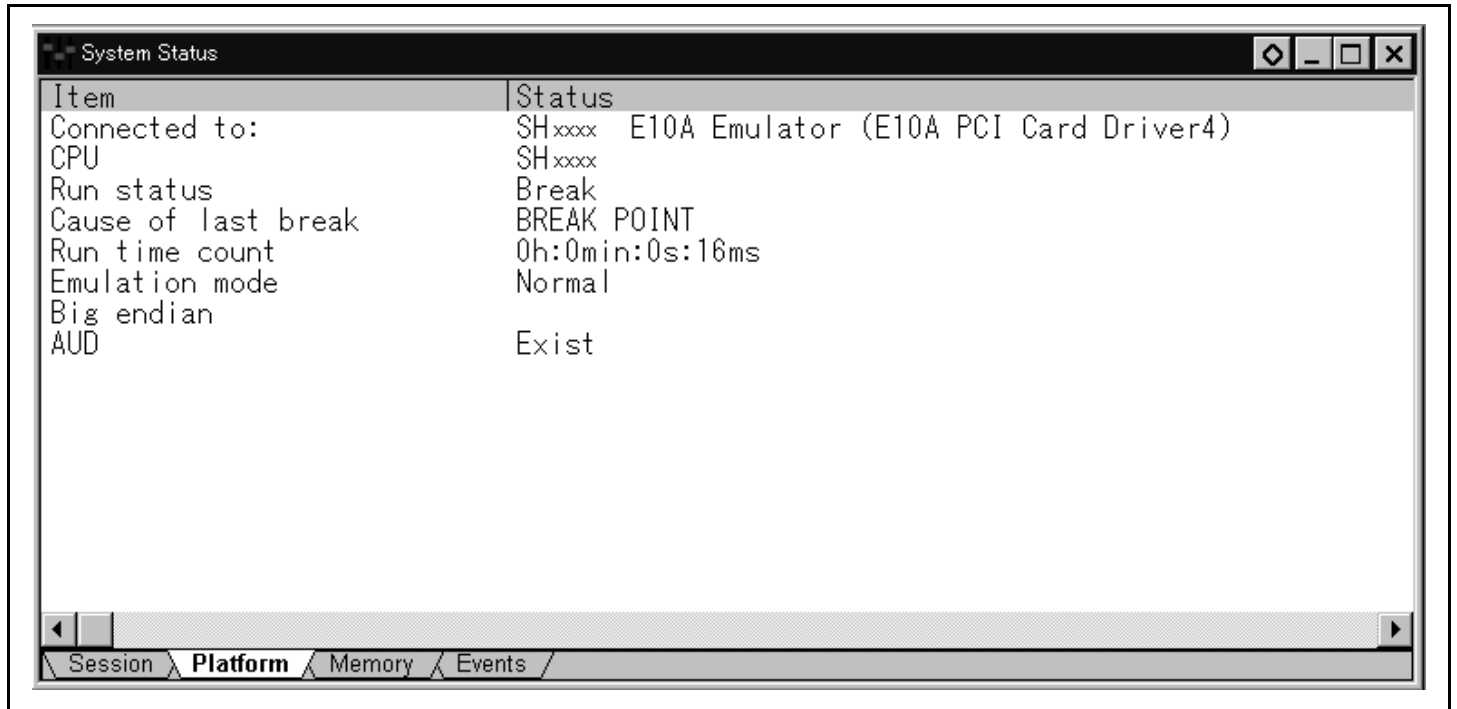 System Status
Item Status
Connected to: SHxxxx E10A Emulator (E10A PCI Card Driver4)
CPU SHxxxx
Run status Break
Cause of last break BREAK POINT
Run time count 0h:0min:0s:16ms
Emulation mode Normal
Big endian
AUD Exist
Session Platform Memory Events